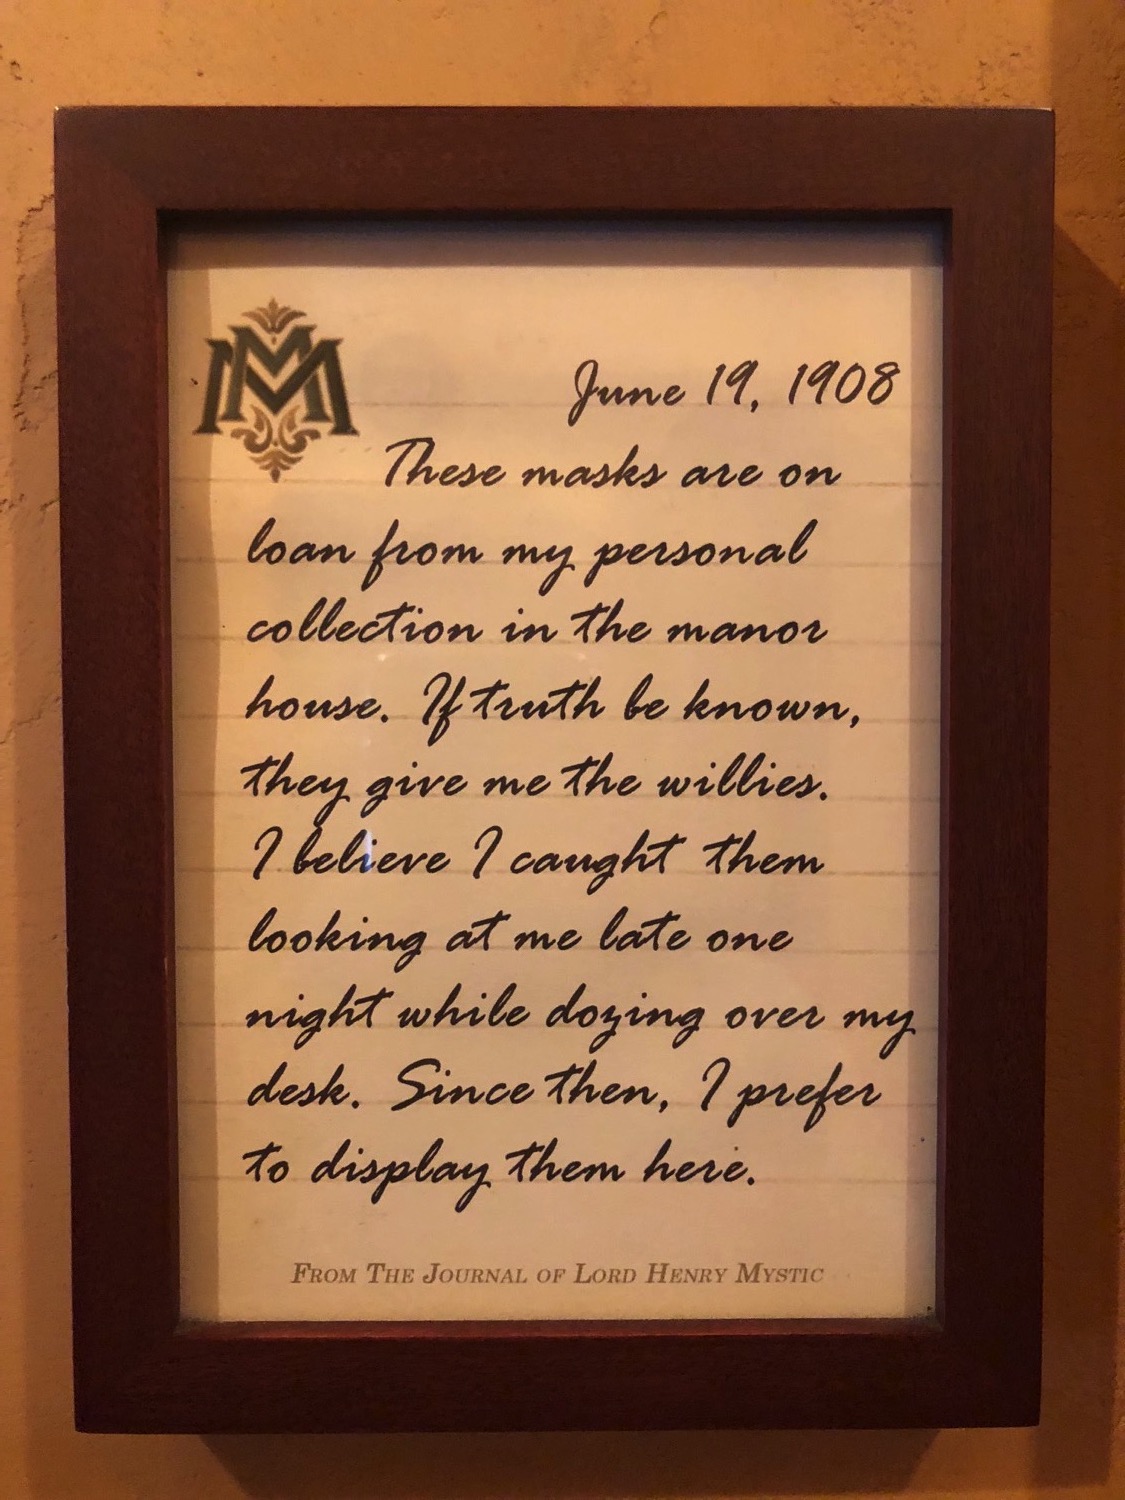 MM
June 19, 1908
These masks are on
loan from my personal
collection in the manor
house. If truth be known,
they give me the willies.
I believe I caught them
looking at me late one
night while dozing over my
desk. Since then, I prefer
to display them here.
FROM THE JOURNAL OF LORD HENRY MYSTIC